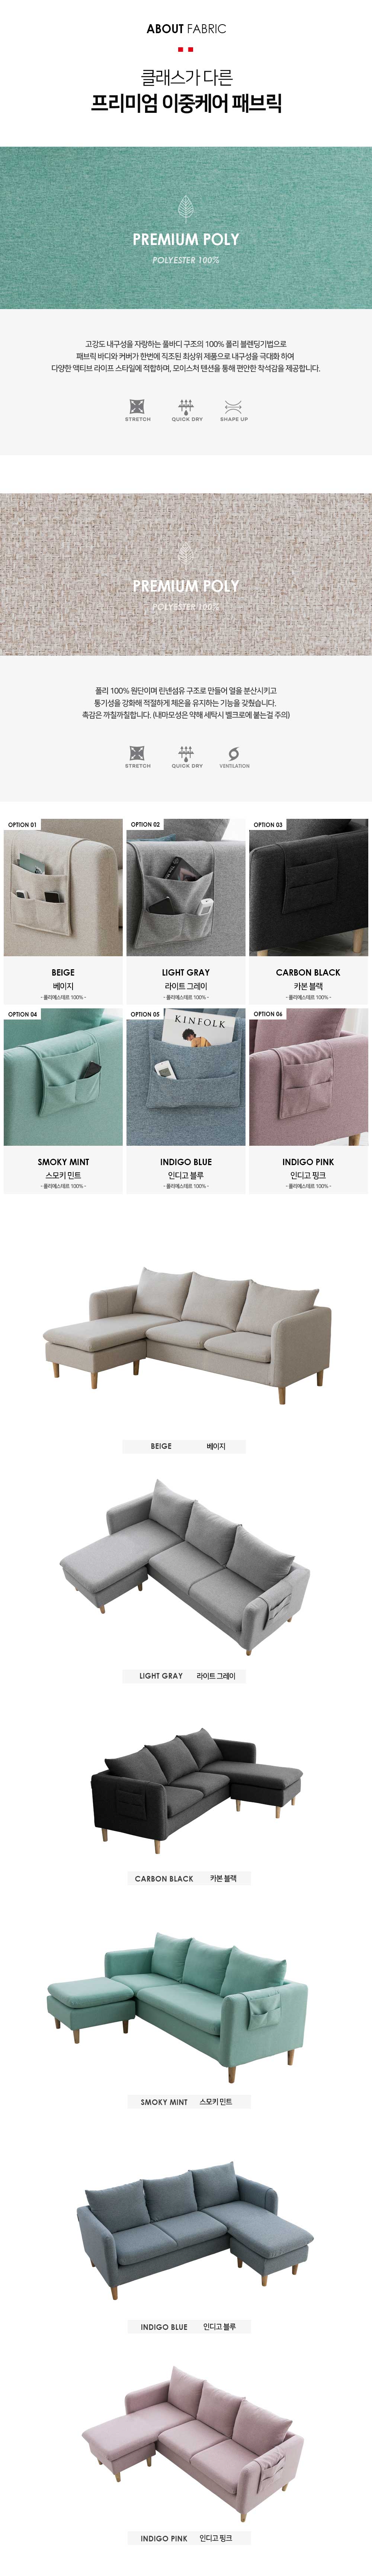 ABOUT FABRIC
클래스가 다른
프리미엄 이중케어 패브릭
PREMIUM POLY
POLYESTER 100%
고강도 내구성을 자랑하는 풀바디 구조의 100% 폴리 블렌딩기법으로
패브릭 바디와 커버가 한번에 직조된 최상위 제품으로 내구성을 극대화 하여
다양한 액티브 라이프 스타일에 적합하며, 모이스처 텐션을 통해 편안한 착석감을 제공합니다.
STRETCH QUICK DRY SHAPE UP
PREMIUM POLY
POLYESTER 100%
폴리 100% 원단이며 린넨섬유 구조로 만들어 열을 분산시키고
통기성을 강화해 적절하게 체온을 유지하는 기능을 갖췄습니다.
촉감은 까칠까칠합니다. (내마모성은 약해 세탁시 벨크로에 붙는걸 주의)
STRETCH QUICK DRY VENTILATION
OPTION 01 OPTION 02 OPTION 03
BEIGE LIGHT GRAY CARBON BLACK
베이지 라이트 그레이 카본 블랙
- 폴리에스테르 100% - - 폴리에스테르 100% - - 폴리에스테르 100% -
OPTION 04 OPTION 05 OPTION 06
KINFOLK
SMOKY MINT INDIGO BLUE INDIGO PINK
스모키 민트 인디고 블루 인디고 핑크
- 폴리에스테르 100% - - 폴리에스테르 100% - - 폴리에스테르 100% -
BEIGE 베이지
LIGHT GRAY 라이트 그레이
CARBON BLACK 카본 블랙
SMOKY MINT 스모키 민트
INDIGO BLUE 인디고 블루
INDIGO PINK 인디고 핑크